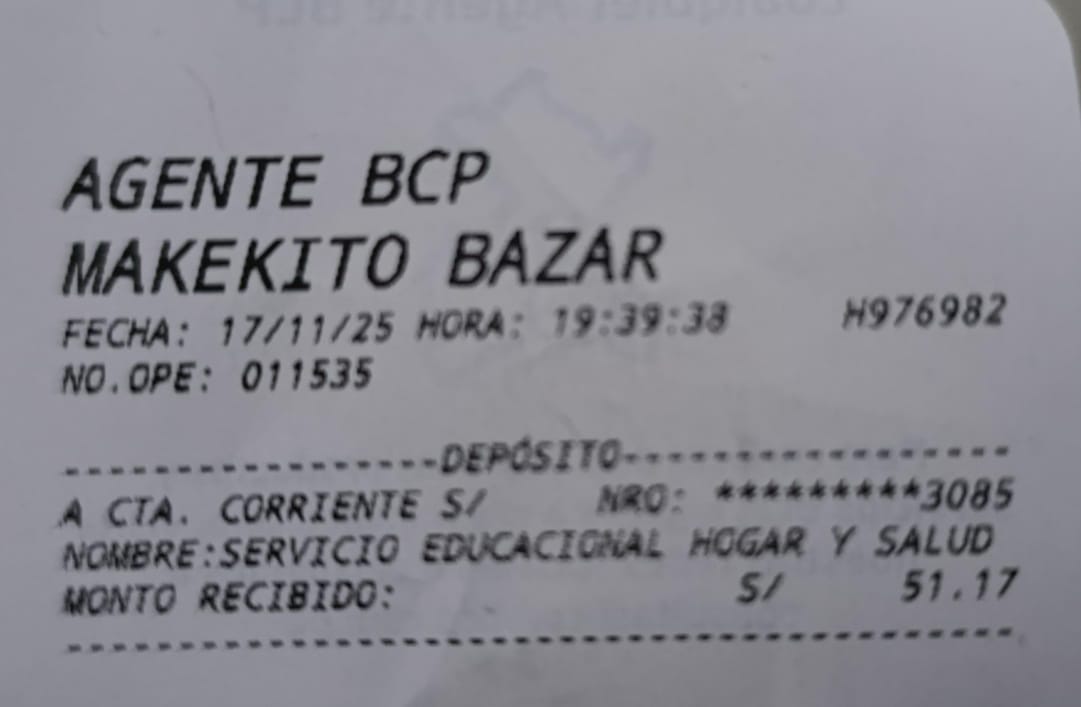 AGENTE BCP
MAKEKITO BAZAR
FECHA: 17/11/25 HORA: 19:39:38 H976982
NO.OPE: 011535
-----------------DEPÓSITO-----------------
A CTA. CORRIENTE S/ NRO: *********3085
NOMBRE:SERVICIO EDUCACIONAL HOGAR Y SALUD
MONTO RECIBIDO: S/ 51.17
------------------------------------------